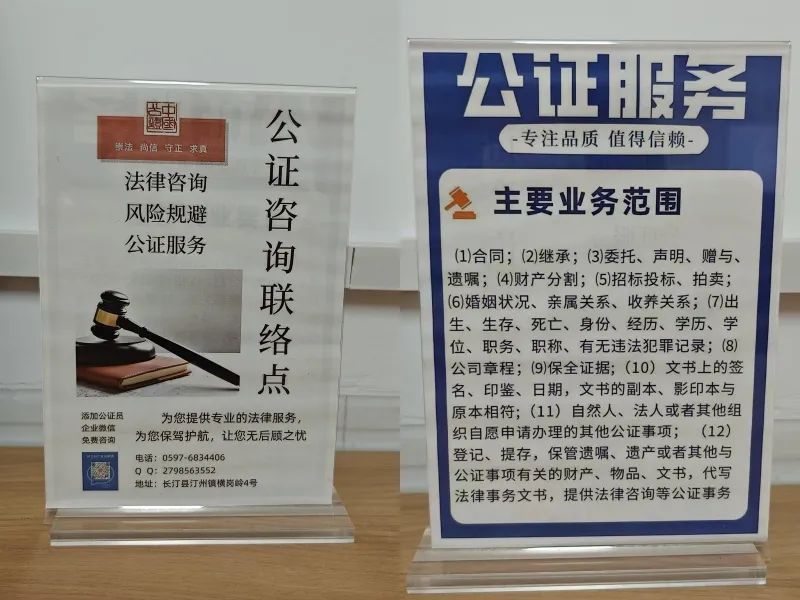 崇法 尚信 守正 求真
法律咨询
风险规避
公证服务
公证咨询联络点
添加公证员
企业微信
免费咨询
为您提供专业的法律服务，
为您保驾护航，让您无后顾之忧
电话：0597-6834406
Q Q：2798563552
地址：长汀县汀州镇横岗岭4号
公证服务
-专注品质 值得信赖-
主要业务范围
(1)合同；(2)继承；(3)委托、声明、赠与、
遗嘱；(4)财产分割；(5)招标投标、拍卖；
(6)婚姻状况、亲属关系、收养关系；(7)出
生、生存、死亡、身份、经历、学历、学
位、职务、职称、有无违法犯罪记录；(8)
公司章程；(9)保全证据；（10）文书上的签
名、印鉴、日期，文书的副本、影印本与
原本相符；（11）自然人、法人或者其他组
织自愿申请办理的其他公证事项；（12）
登记、提存，保管遗嘱、遗产或者其他与
公证事项有关的财产、物品、文书，代写
法律事务文书，提供法律咨询等公证事务